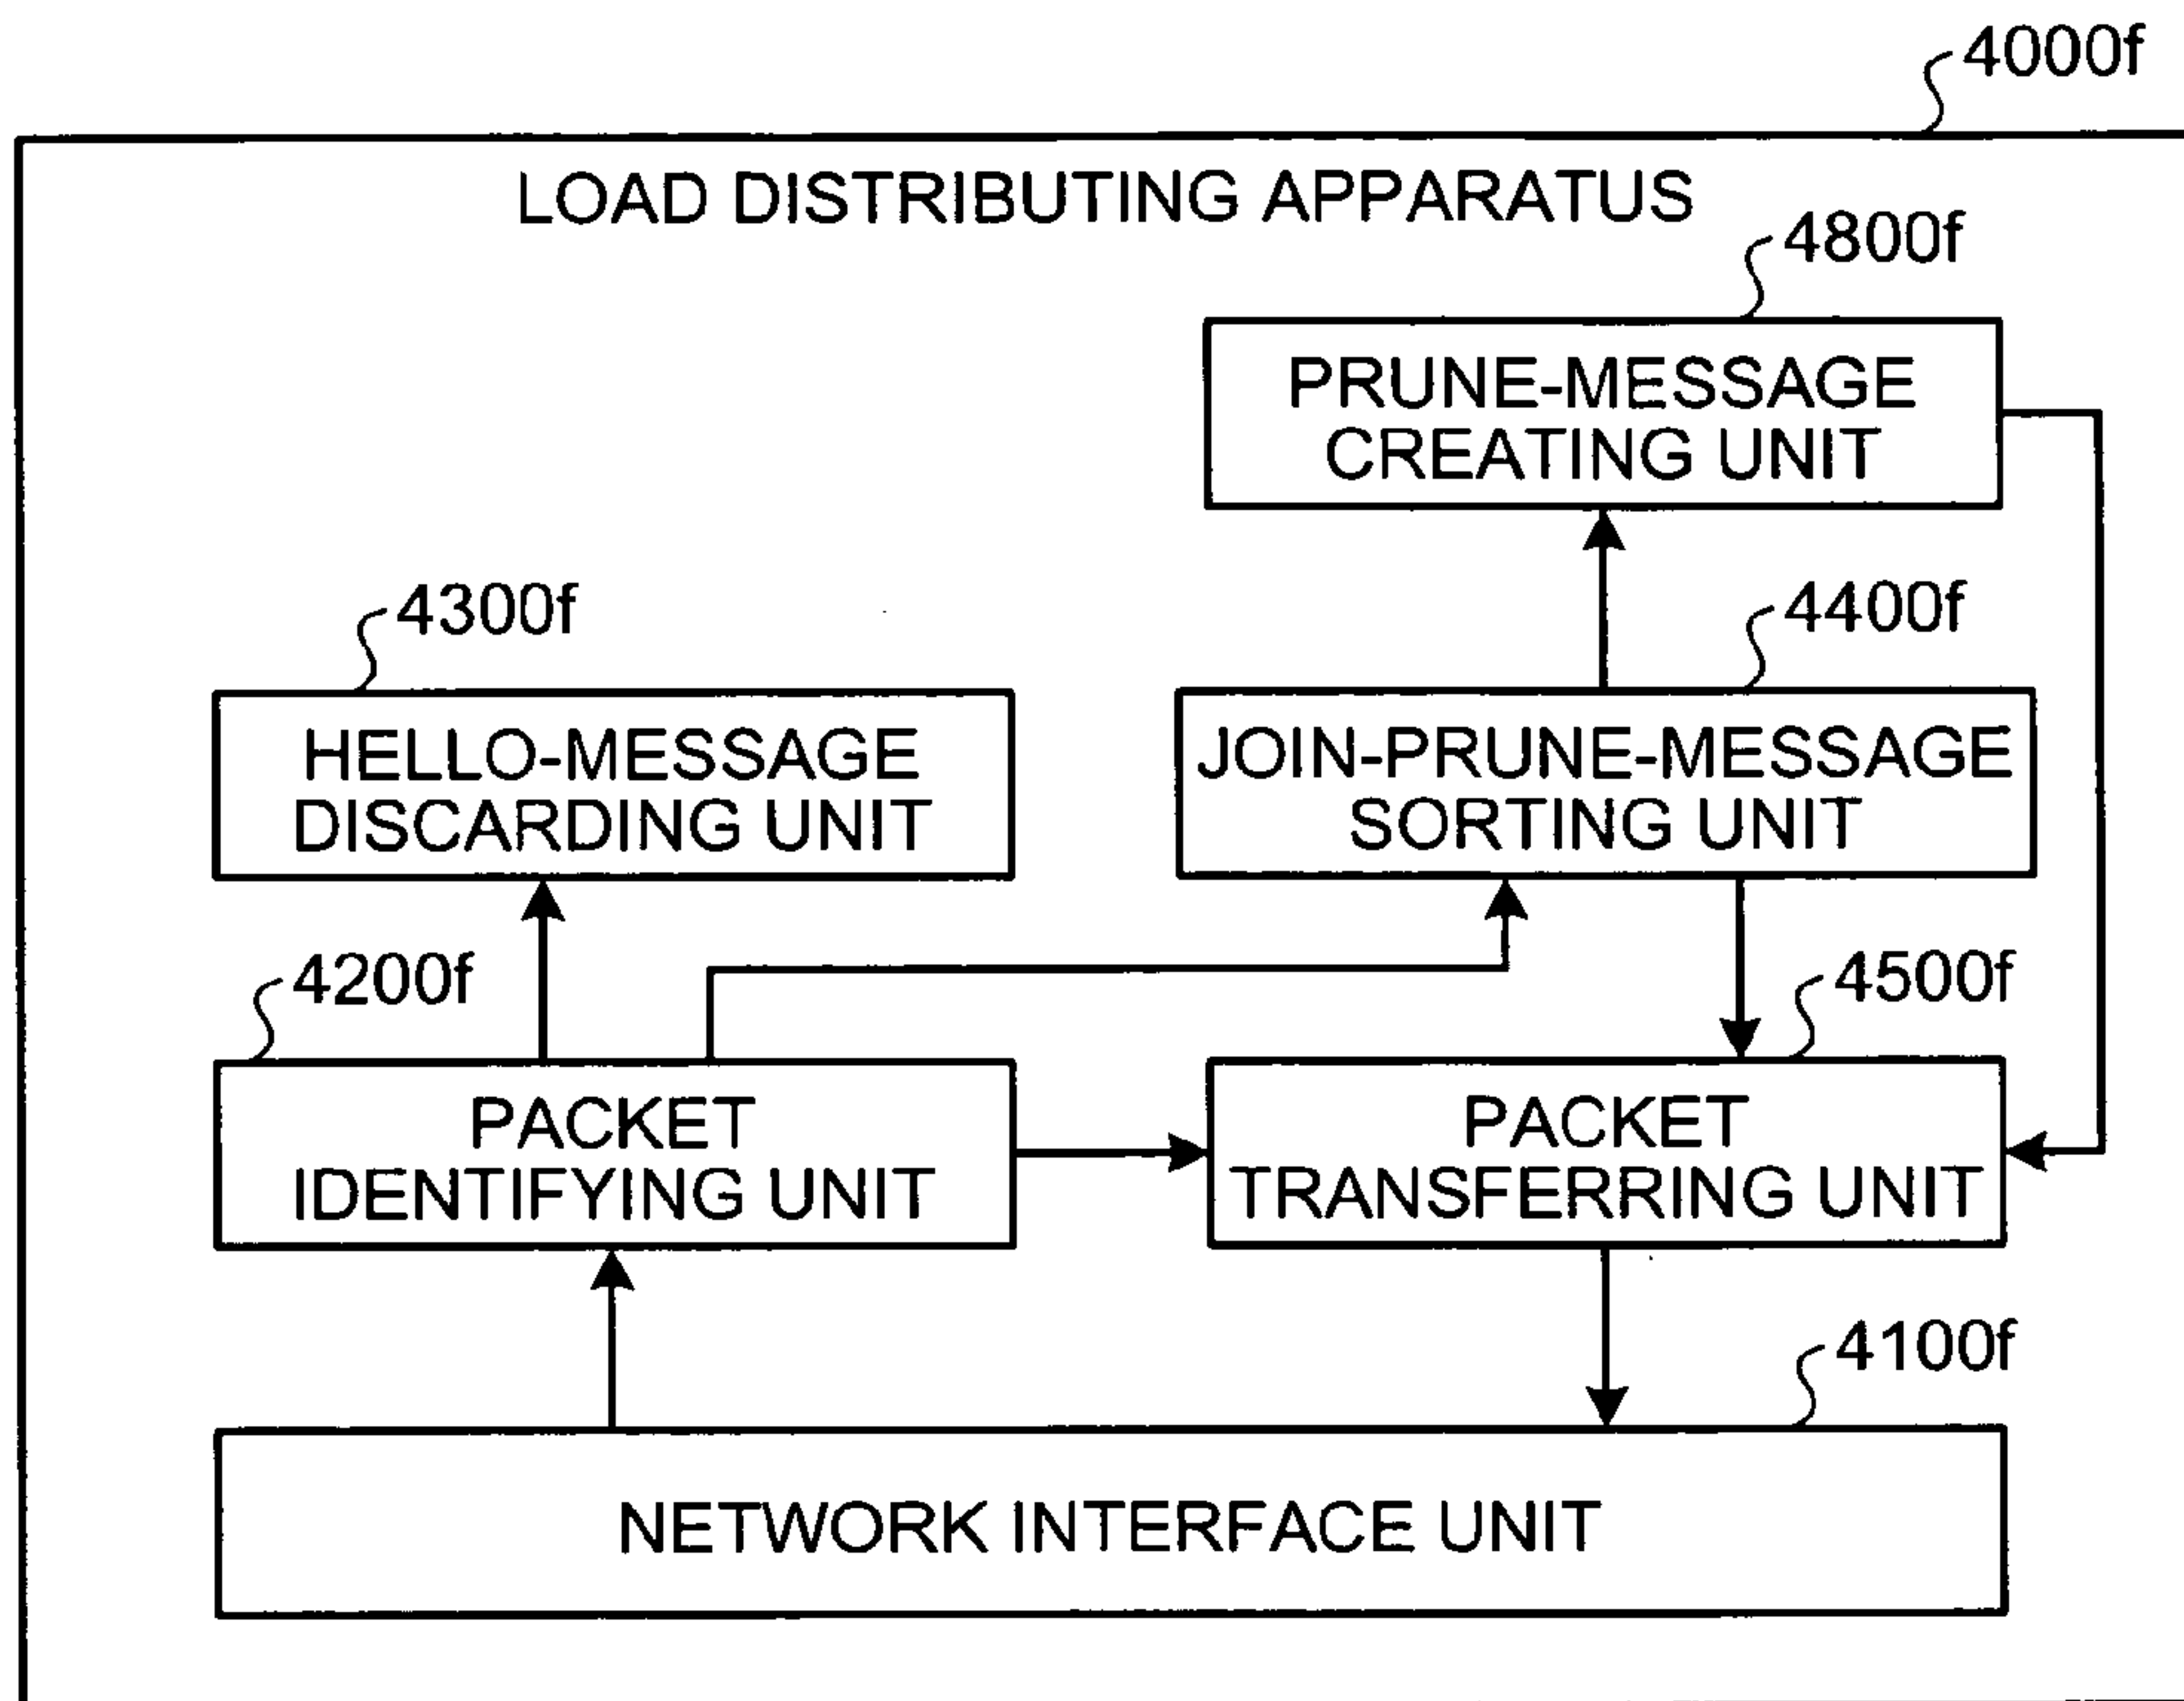 4000f
LOAD DISTRIBUTING APPARATUS
4800f
PRUNE-MESSAGE
CREATING UNIT
4300f
HELLO-MESSAGE
DISCARDING UNIT
4400f
JOIN-PRUNE-MESSAGE
SORTING UNIT
4200f
PACKET
IDENTIFYING UNIT
4500f
PACKET
TRANSFERRING UNIT
4100f
NETWORK INTERFACE UNIT